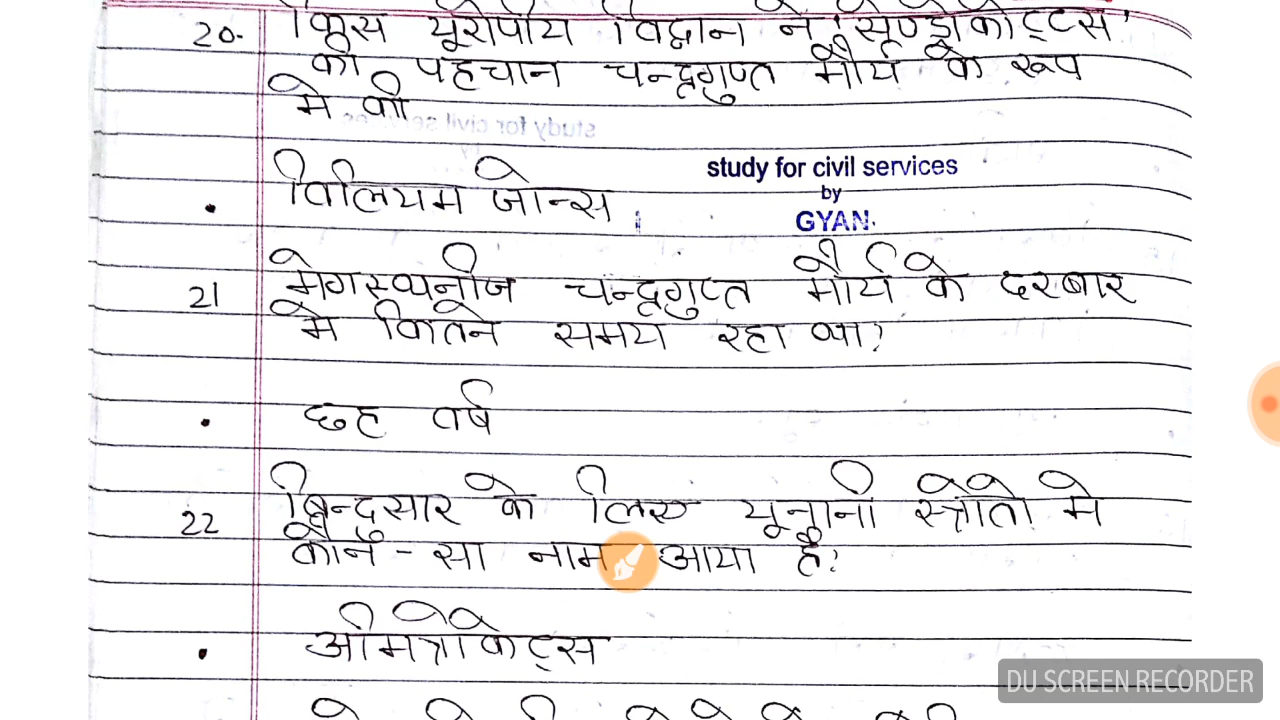 20. किस यूरोपीय विद्वान ने 'सेण्ड्रोकोट्टस'
की पहचान चन्द्रगुप्त मौर्य के रूप
मे की
study for civil services
study for civil services
by
GYAN.
• विलियम जोन्स
21 मेगस्थनीज चन्द्रगुप्त मौर्य के दरबार
मे कितने समय रहा था?
• छह वर्ष
22 बिन्दुसार के लिए यूनानी स्त्रोतो मे
कौन-सा नाम आया है?
• अमित्रोकेट्स
DU SCREEN RECORDER